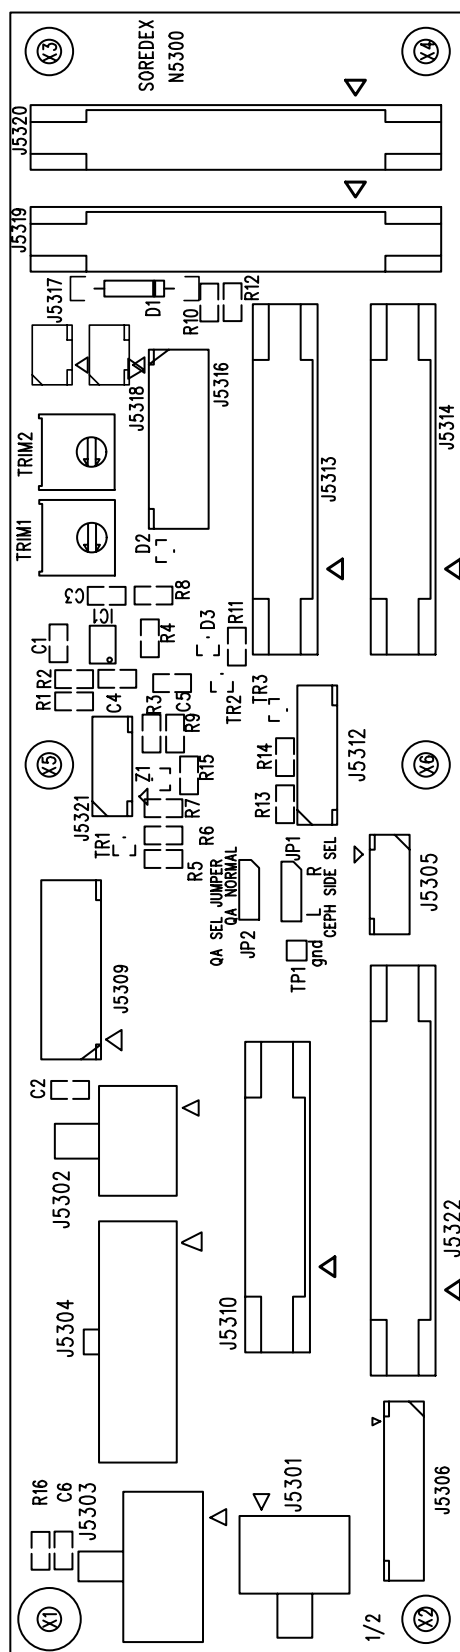 X3
SOREDEX
N5300
X4
J5320
J5319
J5317
D1
R10
R12
J5318
J5316
J5313
J5314
TRIM2
TRIM1
D2
C3
IC1
R8
C1
R4
D3
R11
R1
R2
C4
C5
TR2
TR3
X5
R3
R9
J5321
Z1
R15
R14
J5312
X6
TR1
R7
R6
R5
R13
QA SEL JUMPER
QA NORMAL
JP2
JP1
L R
CEPH SIDE SEL
J5305
TP1
gnd
J5309
C2
J5302
J5304
J5310
J5322
R16
C6
J5303
J5301
J5306
X1
1/2
X2